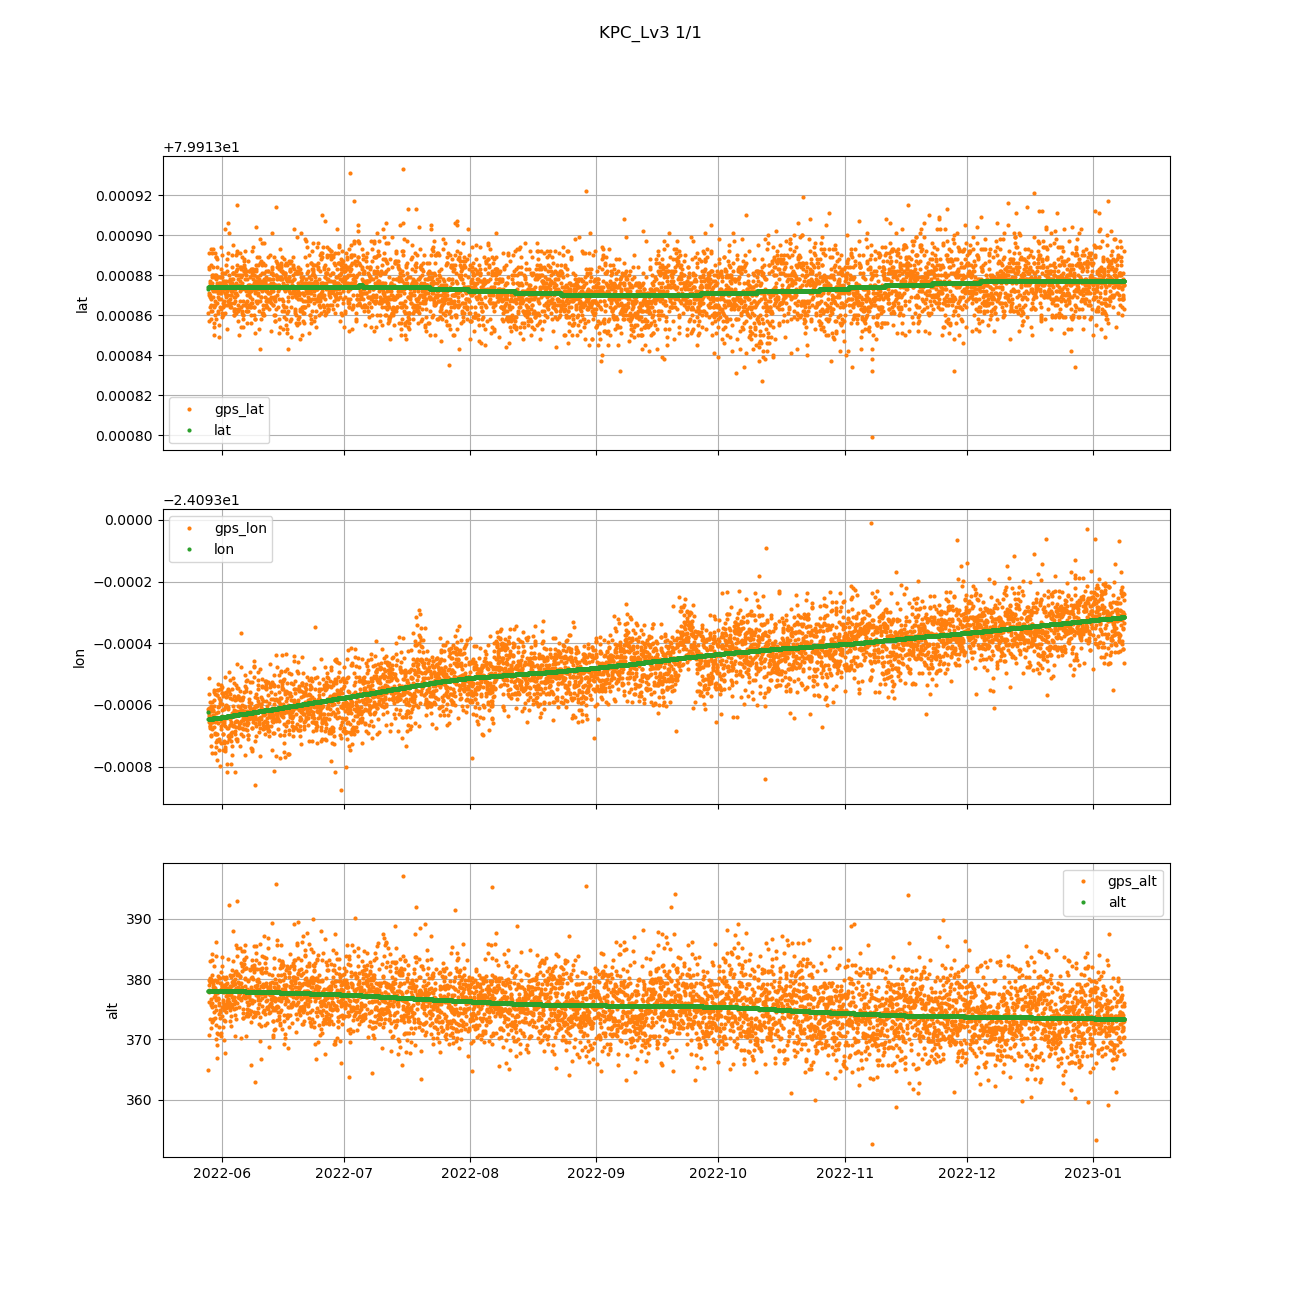 KPC_Lv3 1/1
+7.9913e1
0.00092
0.00090
0.00088
0.00086
0.00084
0.00082
0.00080
lat
gps_lat
lat
−2.4093e1
0.0000
−0.0002
−0.0004
−0.0006
−0.0008
lon
gps_lon
lon
390
380
370
360
alt
gps_alt
alt
2022-06 2022-07 2022-08 2022-09 2022-10 2022-11 2022-12 2023-01